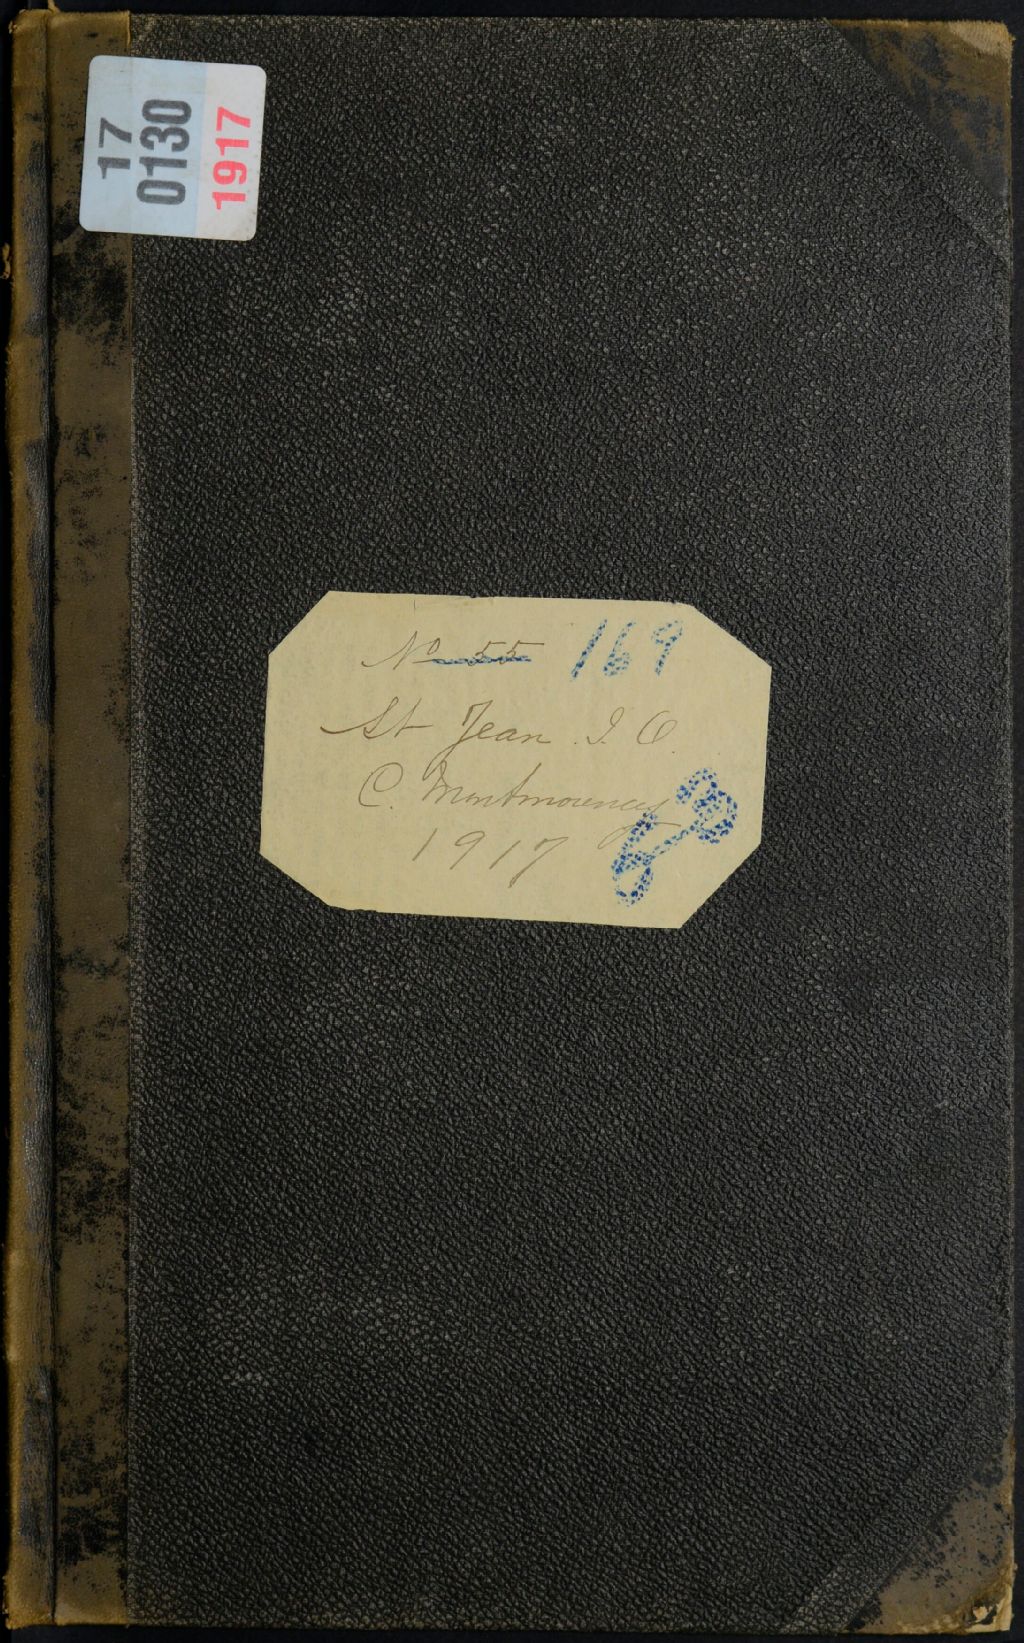 17
0130
1917
No 55 169
St Jean I. O.
C. Montmorency
1917